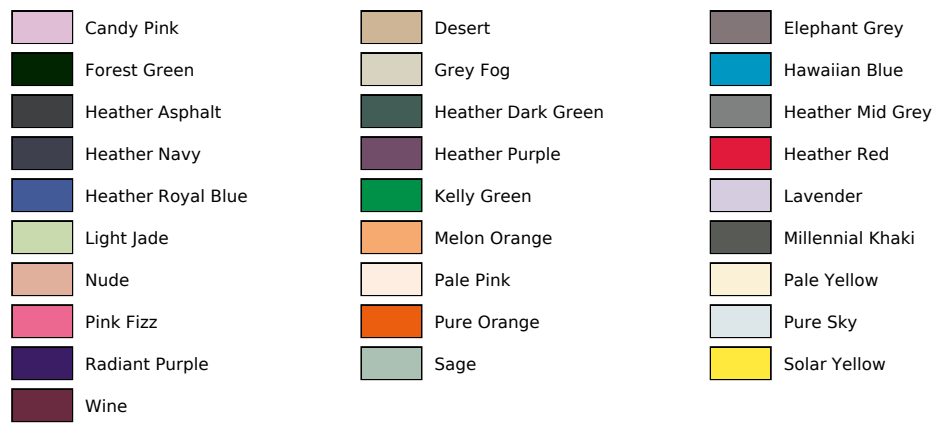 Candy Pink
Desert
Elephant Grey
Forest Green
Grey Fog
Hawaiian Blue
Heather Asphalt
Heather Dark Green
Heather Mid Grey
Heather Navy
Heather Purple
Heather Red
Heather Royal Blue
Kelly Green
Lavender
Light Jade
Melon Orange
Millennial Khaki
Nude
Pale Pink
Pale Yellow
Pink Fizz
Pure Orange
Pure Sky
Radiant Purple
Sage
Solar Yellow
Wine